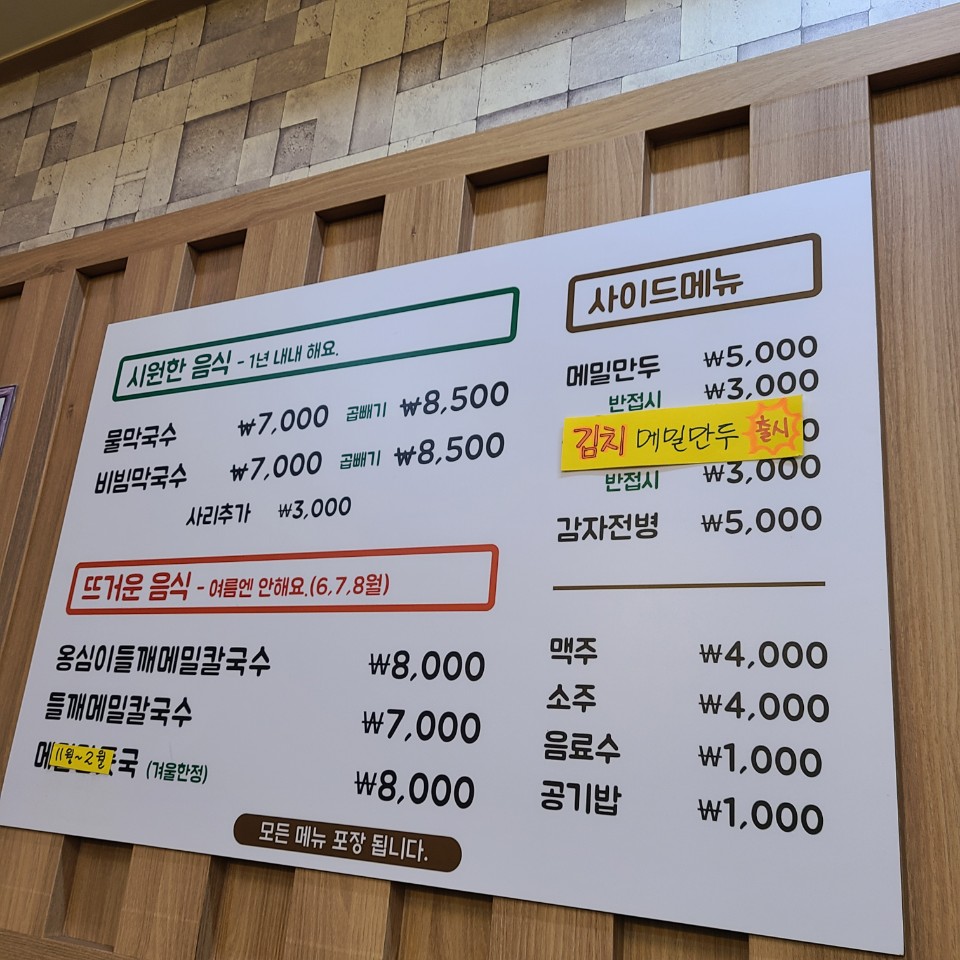 시원한 음식 - 1년 내내 해요.
물막국수 ₩7,000 곱빼기 ₩8,500
비빔막국수 ₩7,000 곱빼기 ₩8,500
사리추가 ₩3,000
뜨거운 음식 - 여름엔 안해요.(6,7,8월)
옹심이들깨메밀칼국수 ₩8,000
들깨메밀칼국수 ₩7,000
11월~2월 (겨울한정) ₩8,000
모든 메뉴 포장 됩니다.
사이드메뉴
메밀만두 ₩5,000
반접시 ₩3,000
김치 메밀만두 출시
반접시 ₩3,000
감자전병 ₩5,000
맥주 ₩4,000
소주 ₩4,000
음료수 ₩1,000
공기밥 ₩1,000